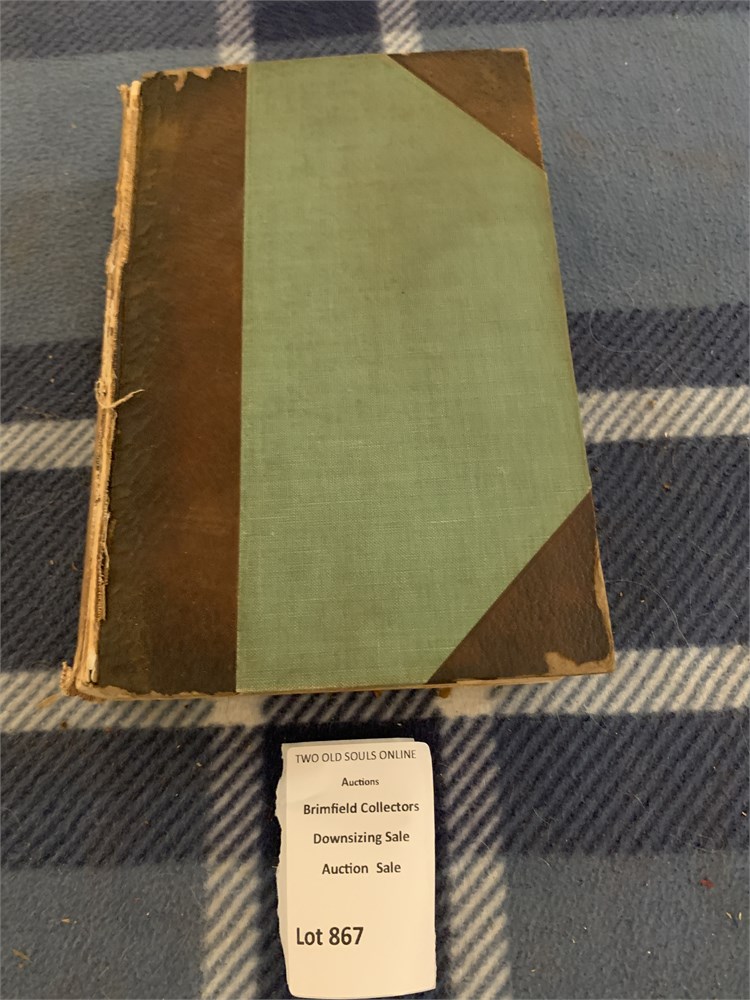 TWO OLD SOULS ONLINE
Auctions
Brimfield Collectors
Downsizing Sale
Auction Sale
Lot 867